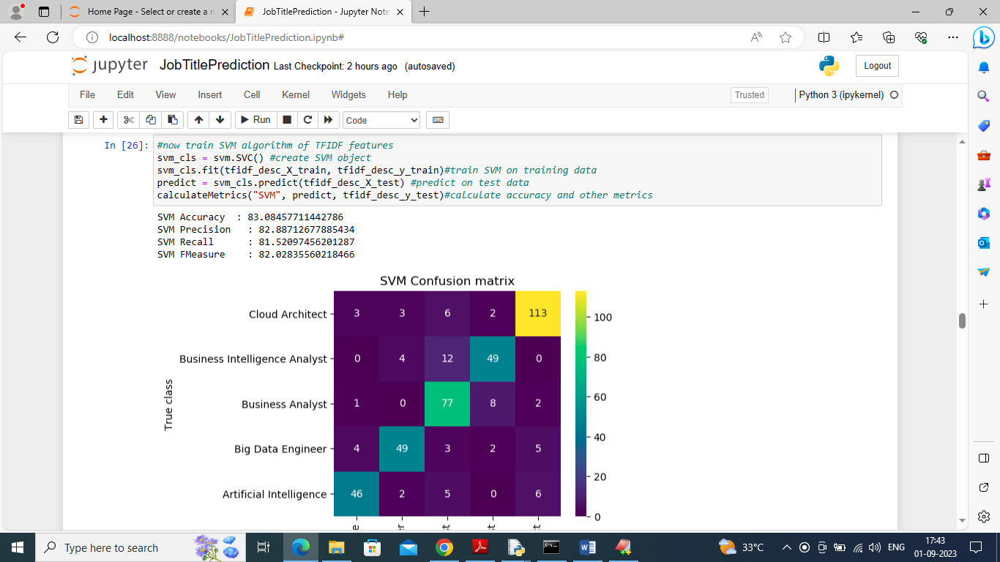 Home Page - Select or create a n
JobTitlePrediction - Jupyter Note
localhost:8888/notebooks/JobTitlePrediction.ipynb#
jupyter JobTitlePrediction Last Checkpoint: 2 hours ago (autosaved)
Logout
File Edit View Insert Cell Kernel Widgets Help
Trusted
Python 3 (ipykernel)
Run
Code
In [26]:
#now train SVM algorithm of TFIDF features
svm_cls = svm.SVC() #create SVM object
svm_cls.fit(tfidf_desc_X_train, tfidf_desc_y_train)#train SVM on training data
predict = svm_cls.predict(tfidf_desc_X_test) #predict on test data
calculateMetrics("SVM", predict, tfidf_desc_y_test)#calculate accuracy and other metrics
SVM Accuracy : 83.08457711442786
SVM Precision : 82.88712677885434
SVM Recall : 81.52097456201287
SVM FMeasure : 82.02835560218466
SVM Confusion matrix
True class
Cloud Architect 3 3 6 2 113
Business Intelligence Analyst 0 4 12 49 0
Business Analyst 1 0 77 8 2
Big Data Engineer 4 49 3 2 5
Artificial Intelligence 46 2 5 0 6
100
80
60
40
20
0
Type here to search
33°C
ENG
17:43
01-09-2023